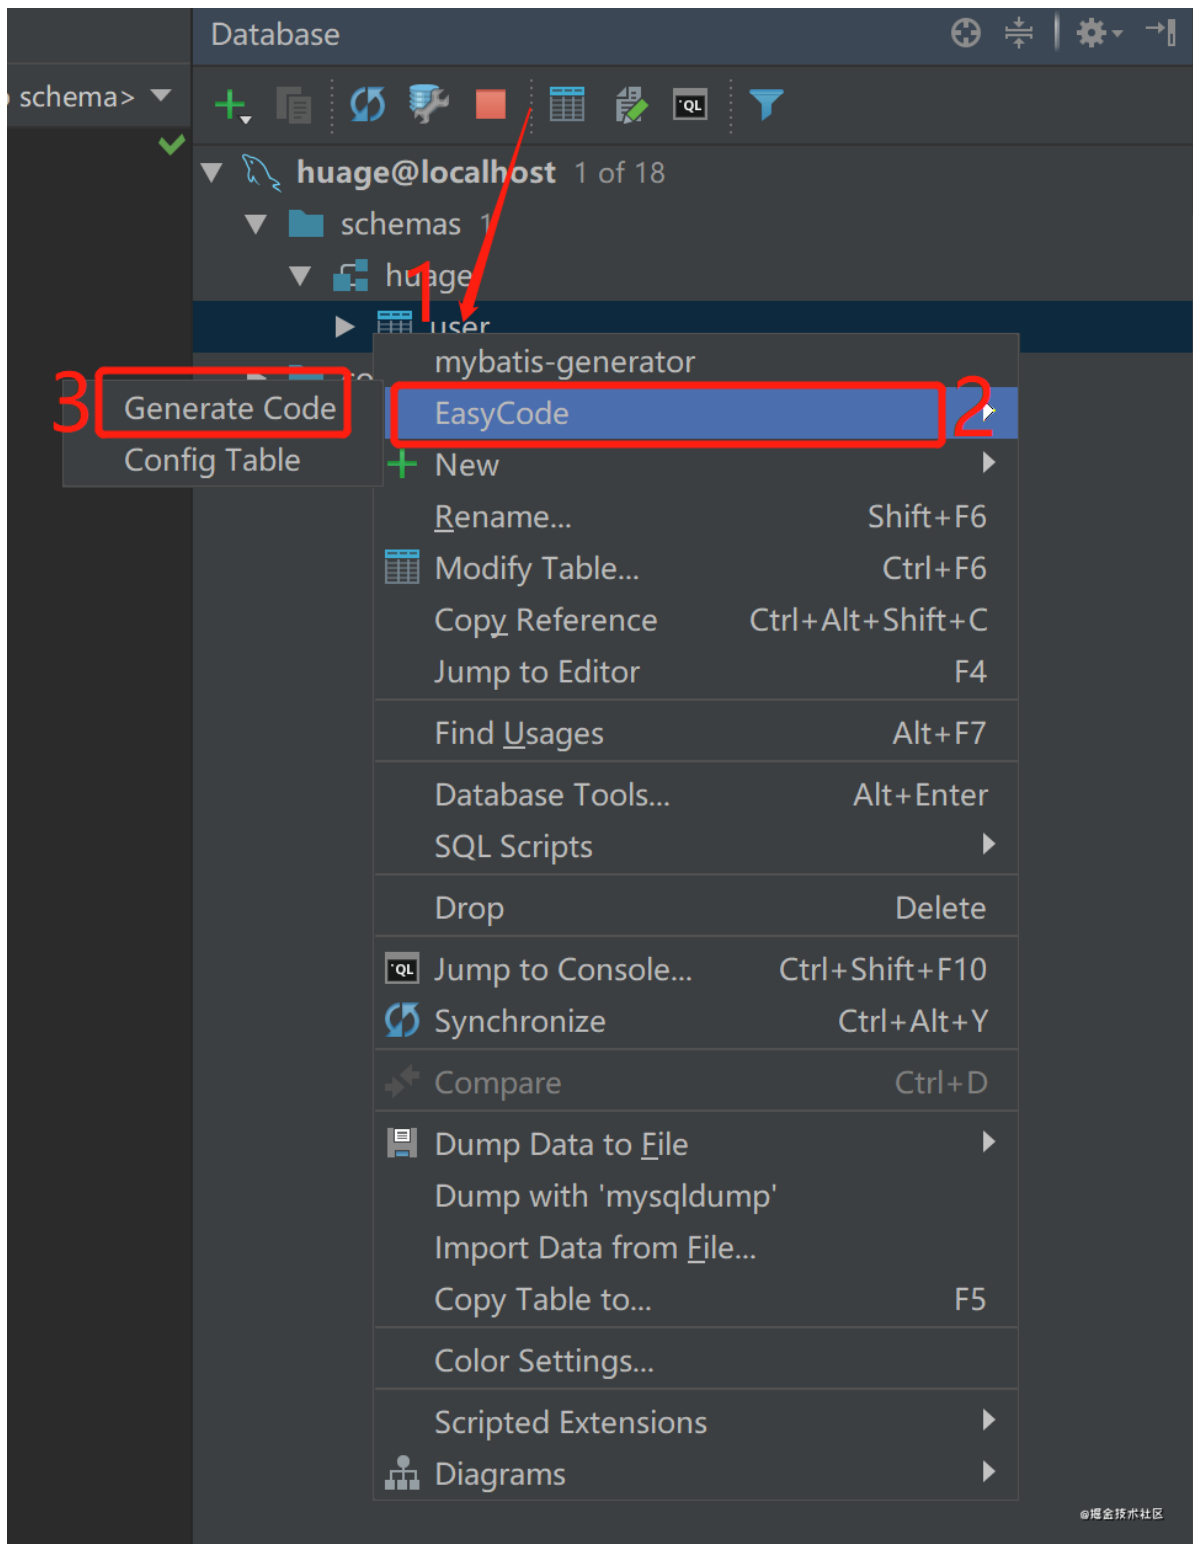 Database
schema>
huage@localhost 1 of 18
schemas 1
huage
1
user
mybatis-generator
3
Generate Code
EasyCode
2
Config Table
New
Rename... Shift+F6
Modify Table... Ctrl+F6
Copy Reference Ctrl+Alt+Shift+C
Jump to Editor F4
Find Usages Alt+F7
Database Tools... Alt+Enter
SQL Scripts
Drop Delete
QL Jump to Console... Ctrl+Shift+F10
Synchronize Ctrl+Alt+Y
Compare Ctrl+D
Dump Data to File
Dump with 'mysqldump'
Import Data from File...
Copy Table to... F5
Color Settings...
Scripted Extensions
Diagrams
@掘金技术社区